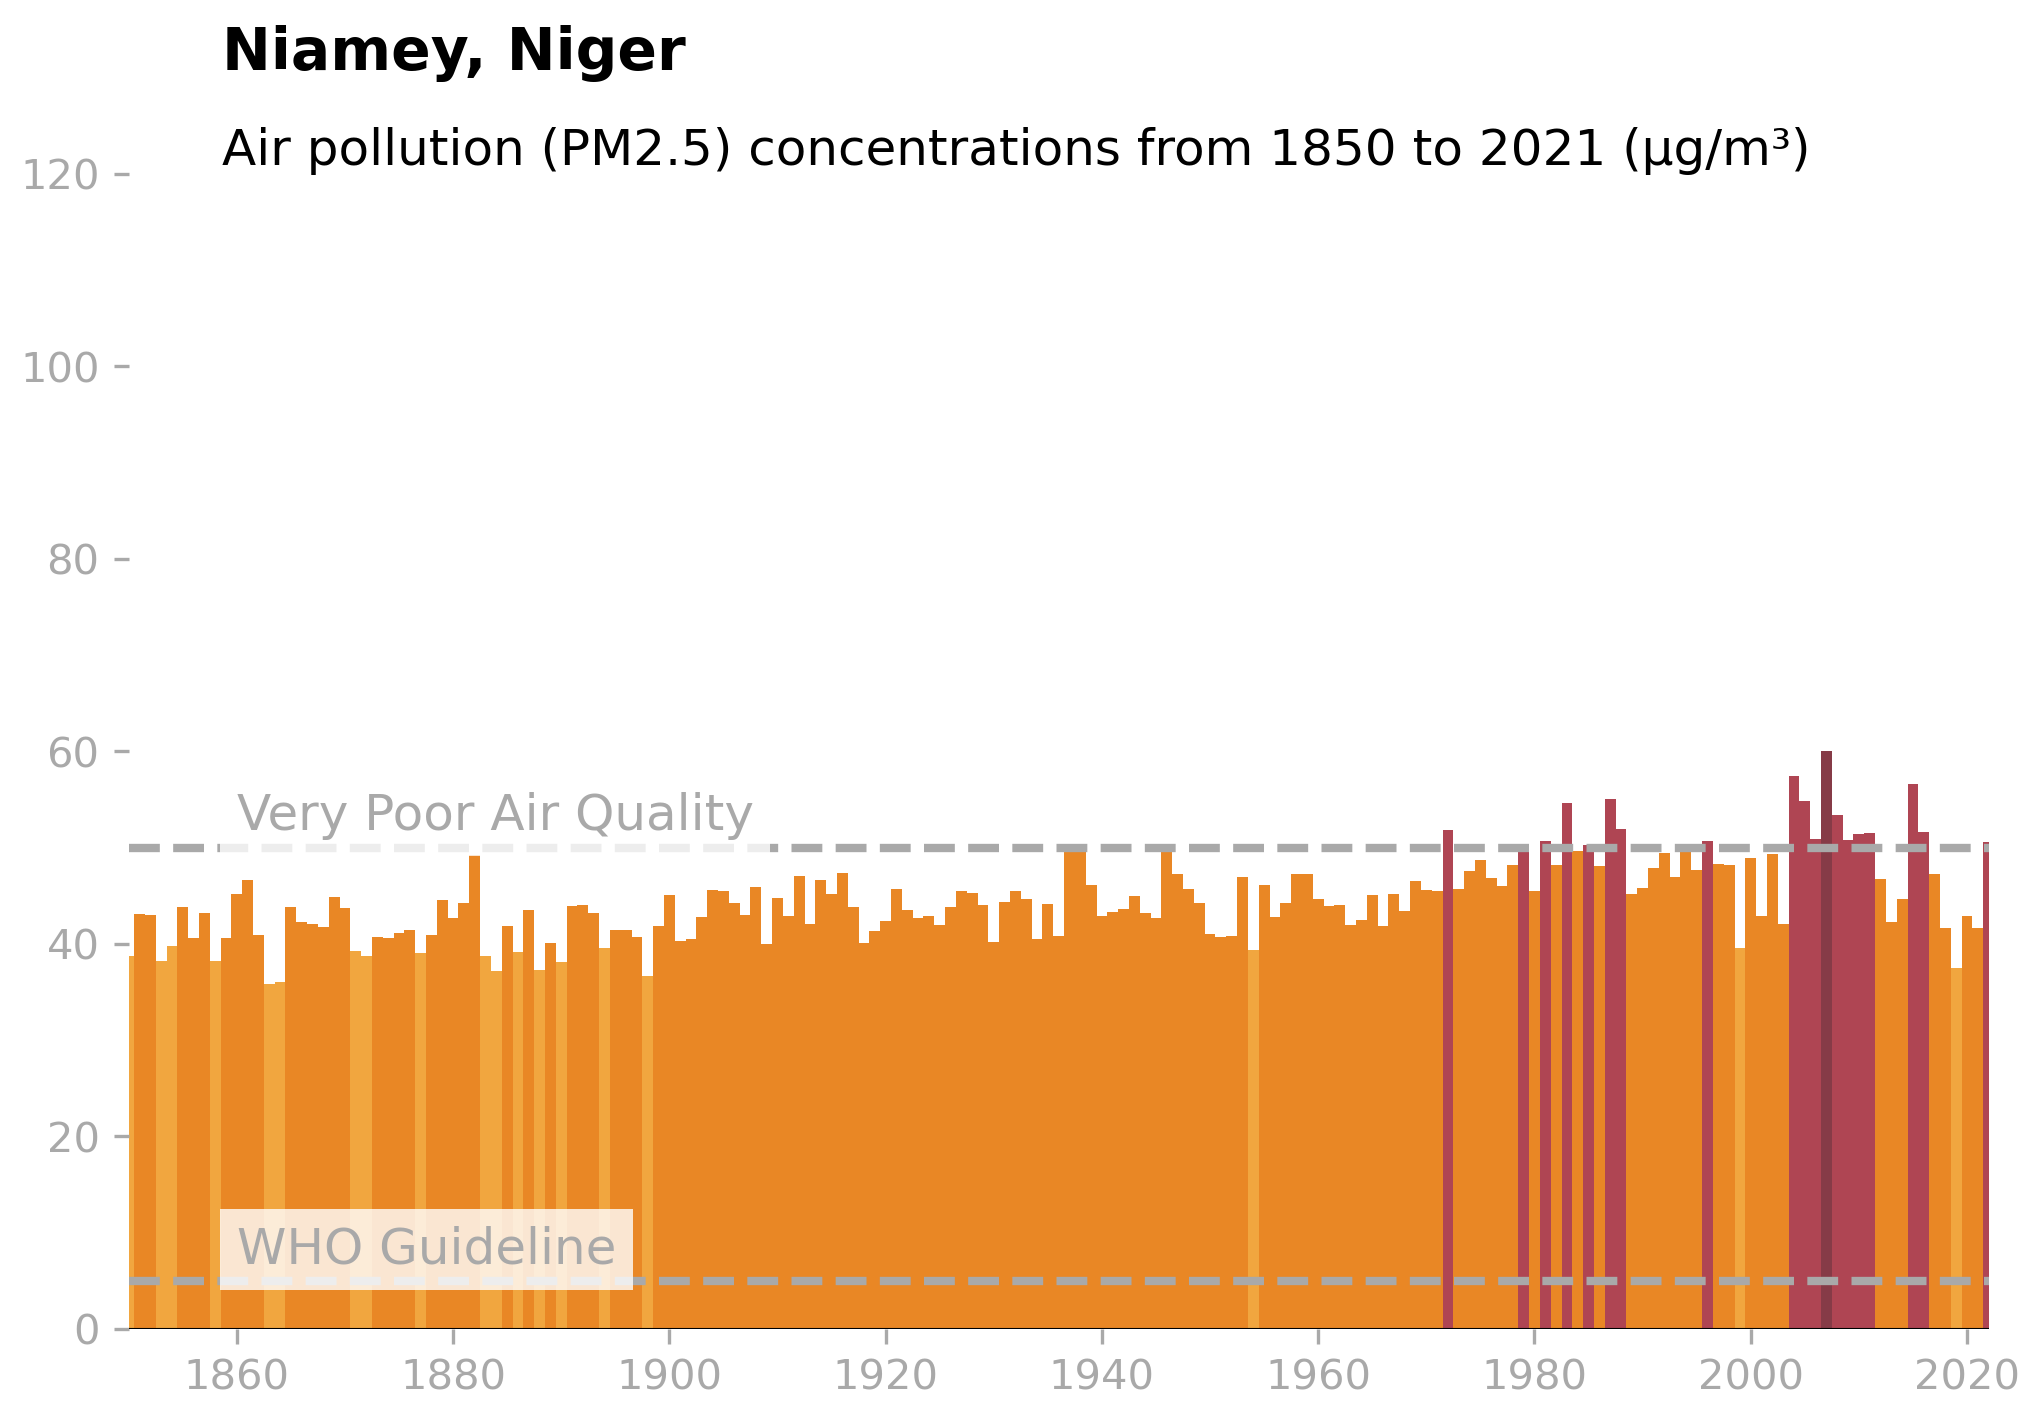 Niamey, Niger
Air pollution (PM2.5) concentrations from 1850 to 2021 (µg/m³)
120
100
80
60
Very Poor Air Quality
40
20
WHO Guideline
0
1860 1880 1900 1920 1940 1960 1980 2000 2020